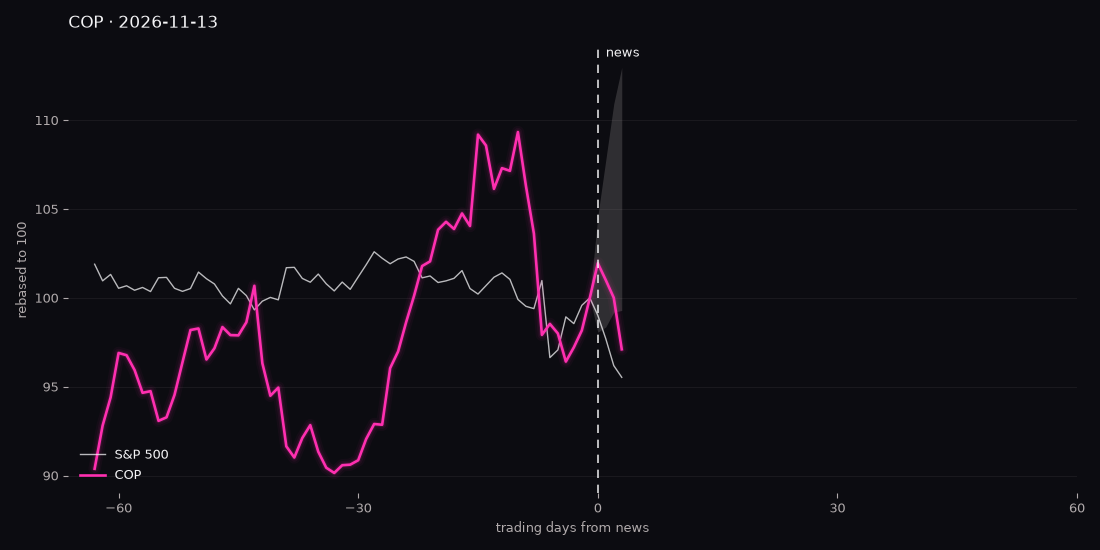 COP · 2026-11-13
news
110
105
100
95
90
rebased to 100
S&P 500
COP
−60
−30
0
30
60
trading days from news